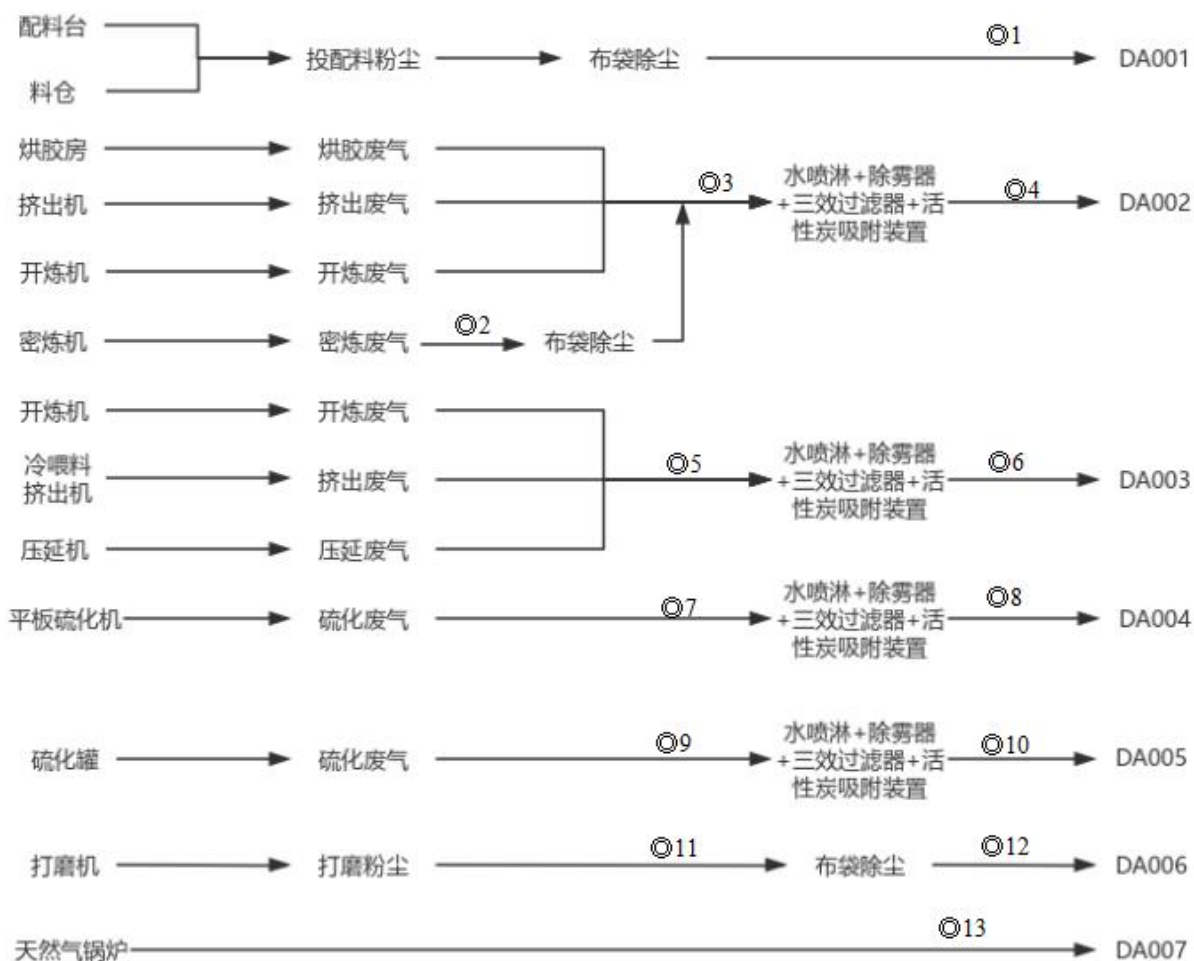 配料台
料仓
投配料粉尘
布袋除尘
◎1
DA001
烘胶房
烘胶废气
挤出机
挤出废气
开炼机
开炼废气
密炼机
密炼废气
◎2
布袋除尘
◎3
水喷淋+除雾器
+三效过滤器+活
性炭吸附装置
◎4
DA002
开炼机
开炼废气
冷喂料
挤出机
挤出废气
压延机
压延废气
◎5
水喷淋+除雾器
+三效过滤器+活
性炭吸附装置
◎6
DA003
平板硫化机
硫化废气
◎7
水喷淋+除雾器
+三效过滤器+活
性炭吸附装置
◎8
DA004
硫化罐
硫化废气
◎9
水喷淋+除雾器
+三效过滤器+活
性炭吸附装置
◎10
DA005
打磨机
打磨粉尘
◎11
布袋除尘
◎12
DA006
天然气锅炉
◎13
DA007